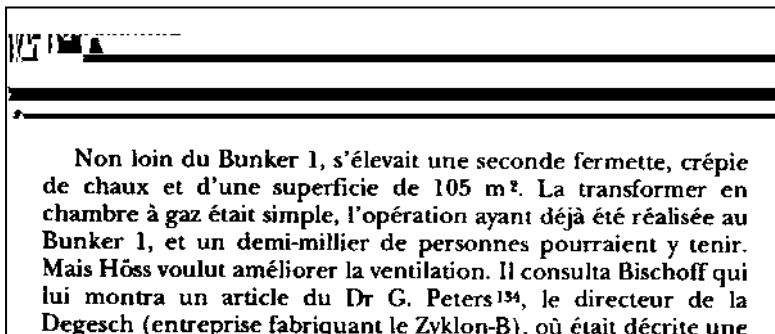 Non loin du Bunker 1, s'élevait une seconde fermette, crépie
de chaux et d'une superficie de 105 m². La transformer en
chambre à gaz était simple, l'opération ayant déjà été réalisée au
Bunker 1, et un demi-millier de personnes pourraient y tenir.
Mais Höss voulut améliorer la ventilation. Il consulta Bischoff qui
lui montra un article du Dr G. Peters¹³⁴, le directeur de la
Degesch (entreprise fabriquant le Zyklon-B), où était décrite une